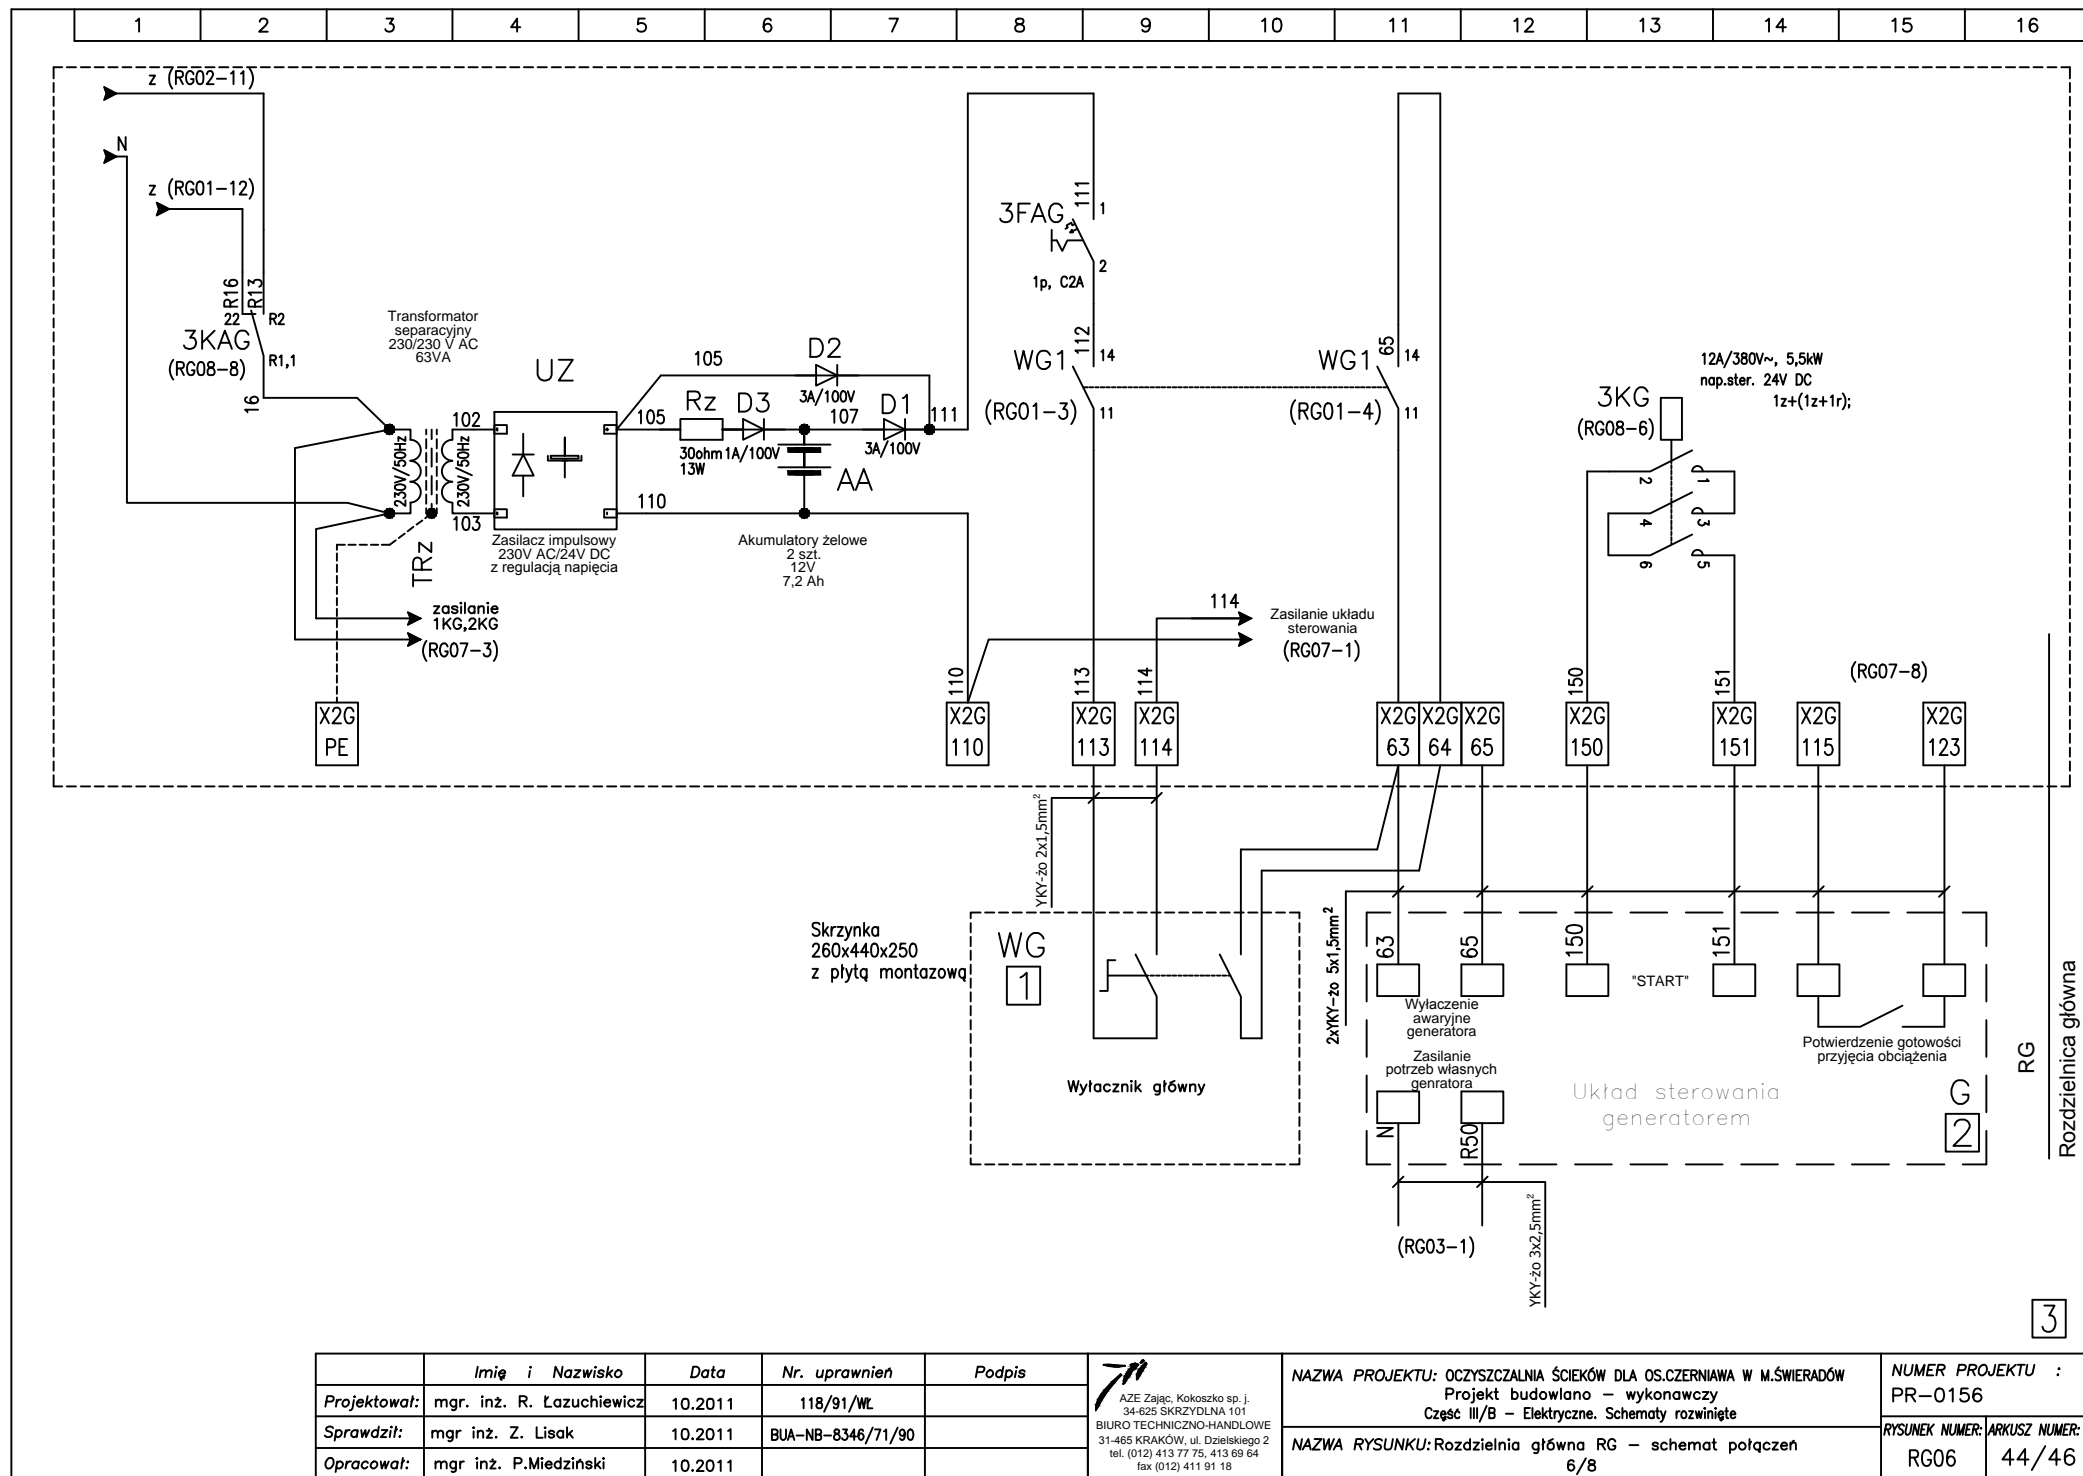 1 2 3 4 5 6 7 8 9 10 11 12 13 14 15 16
z (RG02-11)
N
z (RG01-12)
R16
R13
22
R2
3KAG
(RG08-8)
R1,1
16
Transformator
separacyjny
230/230 V AC
63VA
UZ
102
103
230V/50Hz
230V/50Hz
TRz
Zasilacz impulsowy
230V AC/24V DC
z regulacją napięcia
105
D2
3A/100V
105
Rz
D3
107
D1
111
30ohm
13W
1A/100V
3A/100V
AA
110
Akumulatory żelowe
2 szt.
12V
7,2 Ah
zasilanie
1KG,2KG
(RG07-3)
111
1
3FAG
2
1p, C2A
112
WG1
14
(RG01-3)
11
65
WG1
14
(RG01-4)
11
12A/380V~, 5,5kW
nap.ster. 24V DC
1z+(1z+1r);
3KG
(RG08-6)
2
1
4
3
6
5
114
Zasilanie układu
sterowania
(RG07-1)
(RG07-8)
110
113
114
150
151
X2G X2G X2G X2G X2G X2G X2G X2G X2G X2G X2G
PE 110 113 114 63 64 65 150 151 115 123
YKY-żo 2x1,5mm²
2xYKY-żo 5x1,5mm²
Skrzynka
260x440x250
z płytą montazową
WG
1
Wyłacznik główny
63
65
150
151
"START"
Wyłaczenie
awaryjne
generatora
Zasilanie
potrzeb własnych
genratora
Potwierdzenie gotowości
przyjęcia obciążenia
Układ sterowania
generatorem
G
2
N
R50
(RG03-1)
YKY-żo 3x2,5mm²
RG
Rozdzielnica główna
3
Imię i Nazwisko Data Nr. uprawnień Podpis
Projektował: mgr. inż. R. Łazuchiewicz 10.2011 118/91/WŁ
Sprawdził: mgr inż. Z. Lisak 10.2011 BUA-NB-8346/71/90
Opracował: mgr inż. P.Miedziński 10.2011
AZE Zając, Kokoszko sp. j.
34-625 SKRZYDLNA 101
BIURO TECHNICZNO-HANDLOWE
31-465 KRAKÓW, ul. Dzielskiego 2
tel. (012) 413 77 75, 413 69 64
fax (012) 411 91 18
NAZWA PROJEKTU: OCZYSZCZALNIA ŚCIEKÓW DLA OS.CZERNIAWA W M.ŚWIERADÓW
Projekt budowlano - wykonawczy
Część III/B - Elektryczne. Schematy rozwinięte
NAZWA RYSUNKU: Rozdzielnia główna RG - schemat połączeń
6/8
NUMER PROJEKTU :
PR-0156
RYSUNEK NUMER: ARKUSZ NUMER:
RG06 44/46